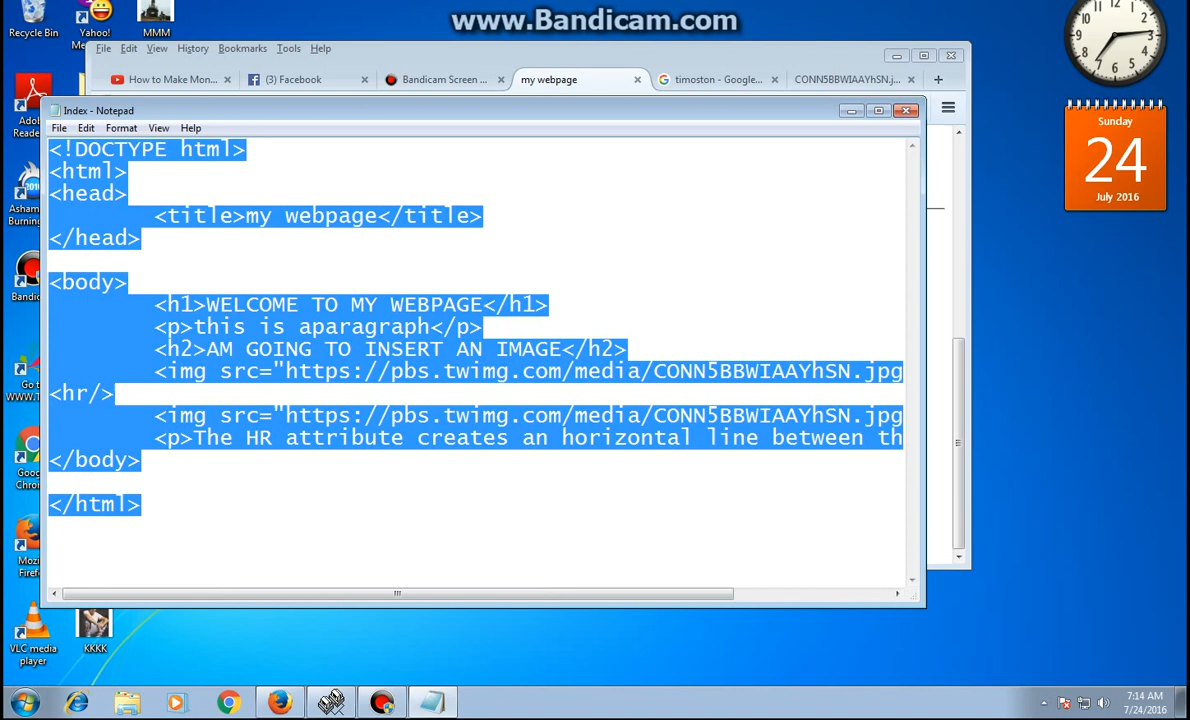 www.Bandicam.com
Recycle Bin
Yahoo!
MMM
File Edit View History Bookmarks Tools Help
How to Make Mon...
(3) Facebook
Bandicam Screen ...
my webpage
timoston - Google...
CONN5BBWIAAYhSN.j...
Index - Notepad
File Edit Format View Help
<!DOCTYPE html>
<html>
<head>
<title>my webpage</title>
</head>
<body>
<h1>WELCOME TO MY WEBPAGE</h1>
<p>this is aparagraph</p>
<h2>AM GOING TO INSERT AN IMAGE</h2>
<img src="https://pbs.twimg.com/media/CONN5BBWIAAYhSN.jpg
<hr/>
<img src="https://pbs.twimg.com/media/CONN5BBWIAAYhSN.jpg
<p>The HR attribute creates an horizontal line between th
</body>
</html>
Sunday
24
July 2016
VLC media
player
KKKK
7:14 AM
7/24/2016